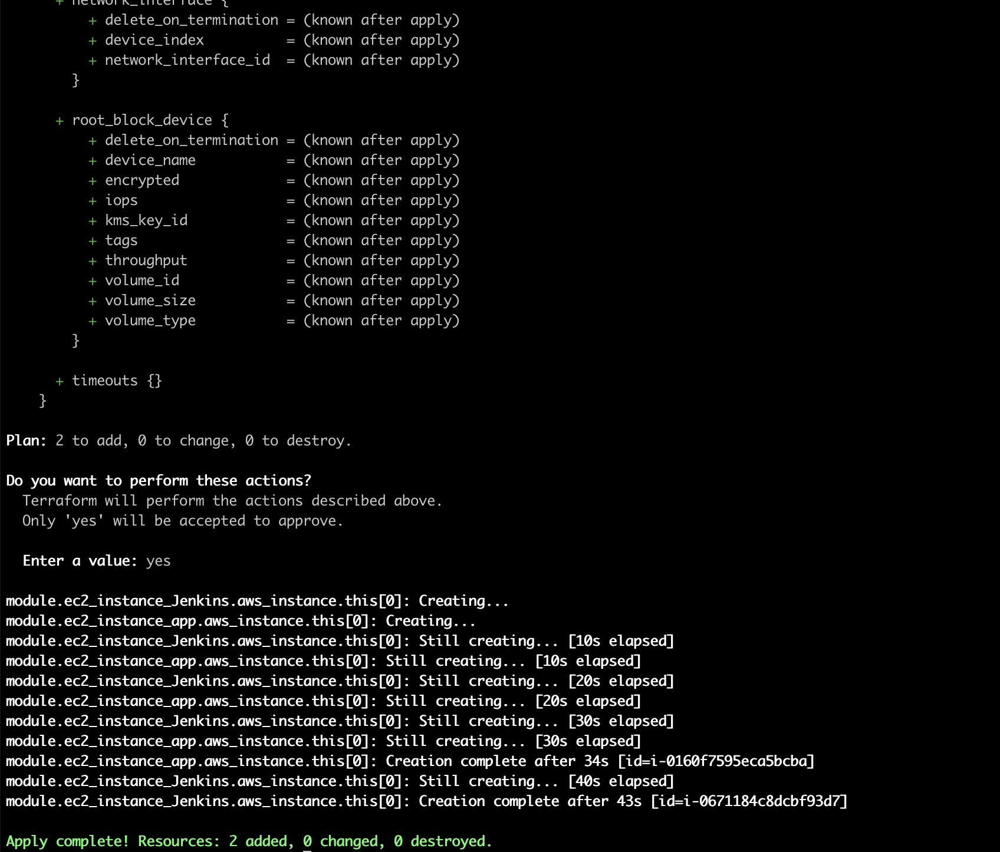 + network_interface {
+ delete_on_termination = (known after apply)
+ device_index = (known after apply)
+ network_interface_id = (known after apply)
}
+ root_block_device {
+ delete_on_termination = (known after apply)
+ device_name = (known after apply)
+ encrypted = (known after apply)
+ iops = (known after apply)
+ kms_key_id = (known after apply)
+ tags = (known after apply)
+ throughput = (known after apply)
+ volume_id = (known after apply)
+ volume_size = (known after apply)
+ volume_type = (known after apply)
}
+ timeouts {}
}
Plan: 2 to add, 0 to change, 0 to destroy.
Do you want to perform these actions?
Terraform will perform the actions described above.
Only 'yes' will be accepted to approve.
Enter a value: yes
module.ec2_instance_Jenkins.aws_instance.this[0]: Creating...
module.ec2_instance_app.aws_instance.this[0]: Creating...
module.ec2_instance_Jenkins.aws_instance.this[0]: Still creating... [10s elapsed]
module.ec2_instance_app.aws_instance.this[0]: Still creating... [10s elapsed]
module.ec2_instance_Jenkins.aws_instance.this[0]: Still creating... [20s elapsed]
module.ec2_instance_app.aws_instance.this[0]: Still creating... [20s elapsed]
module.ec2_instance_Jenkins.aws_instance.this[0]: Still creating... [30s elapsed]
module.ec2_instance_app.aws_instance.this[0]: Still creating... [30s elapsed]
module.ec2_instance_app.aws_instance.this[0]: Creation complete after 34s [id=i-0160f7595eca5bcba]
module.ec2_instance_Jenkins.aws_instance.this[0]: Still creating... [40s elapsed]
module.ec2_instance_Jenkins.aws_instance.this[0]: Creation complete after 43s [id=i-0671184c8dcbf93d7]
Apply complete! Resources: 2 added, 0 changed, 0 destroyed.